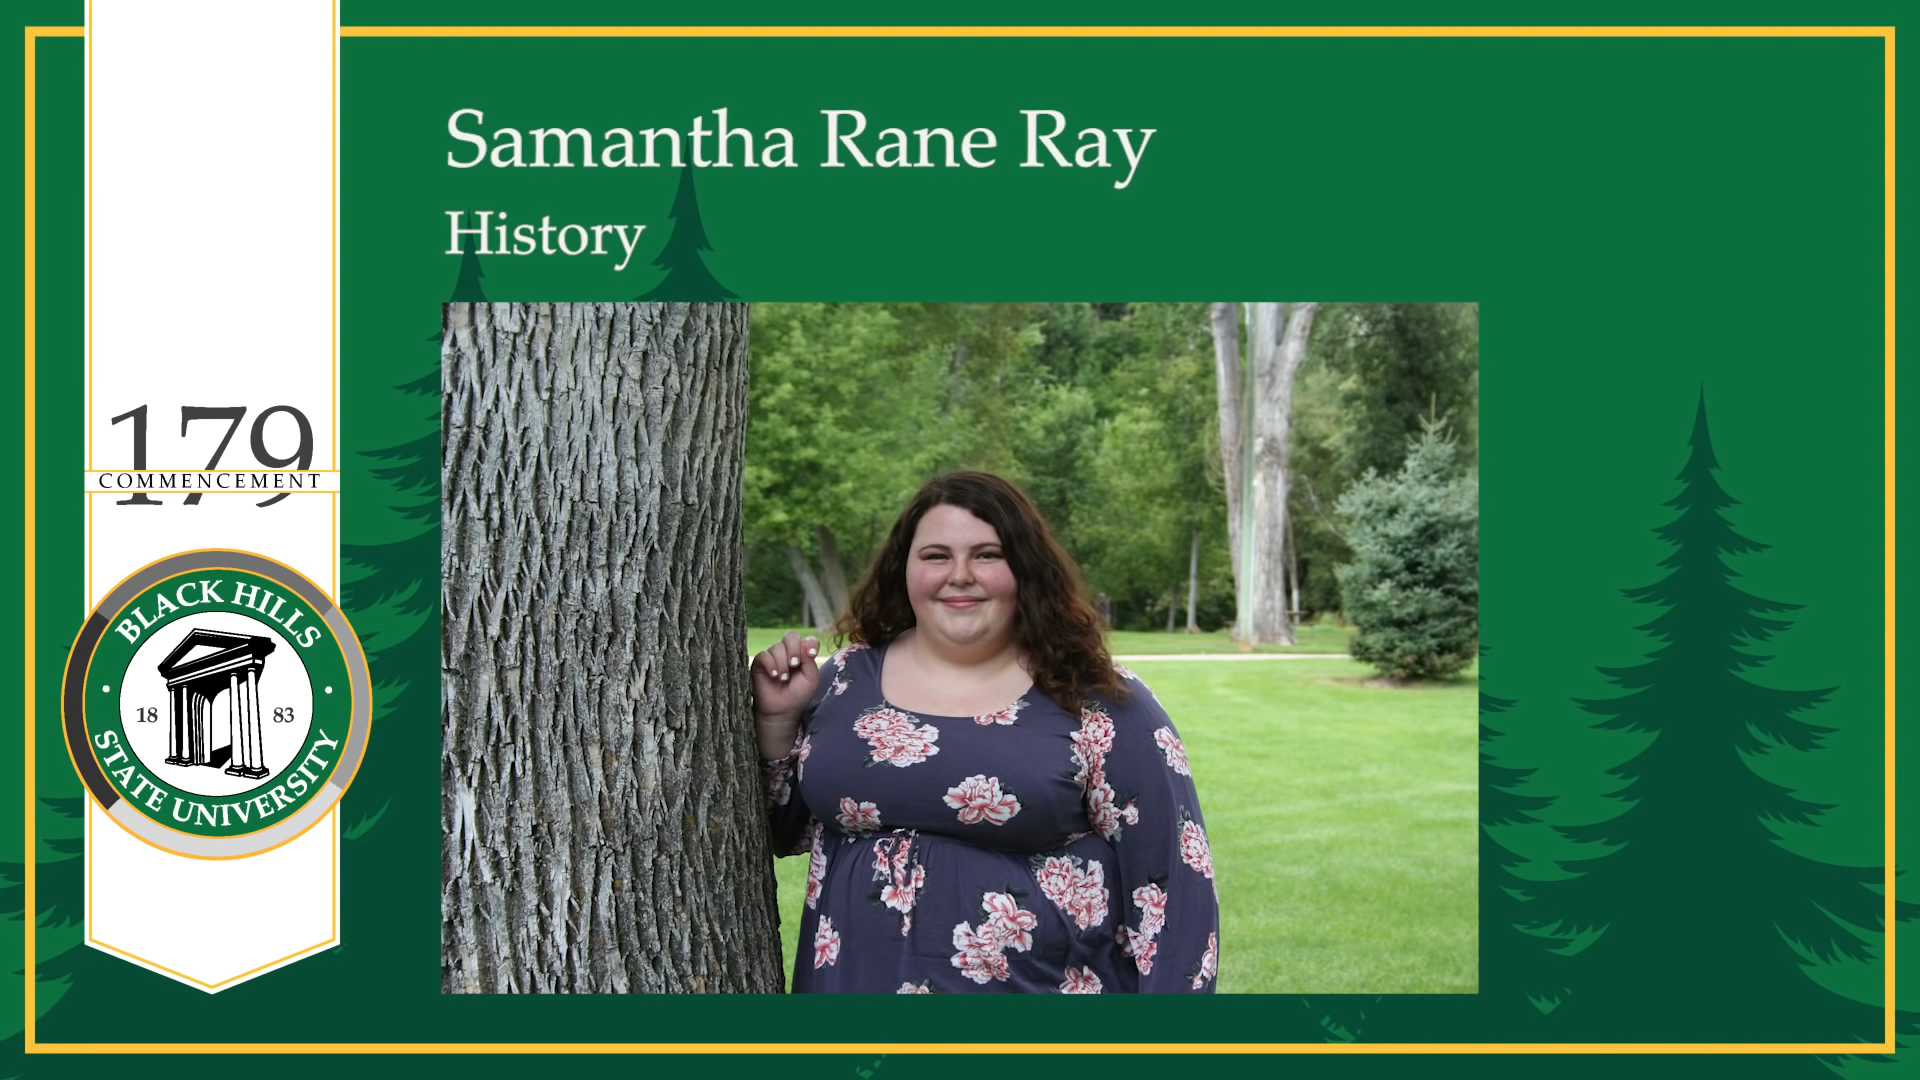 Samantha Rane Ray
History
179
COMMENCEMENT
BLACK HILLS
18 83
STATE UNIVERSITY